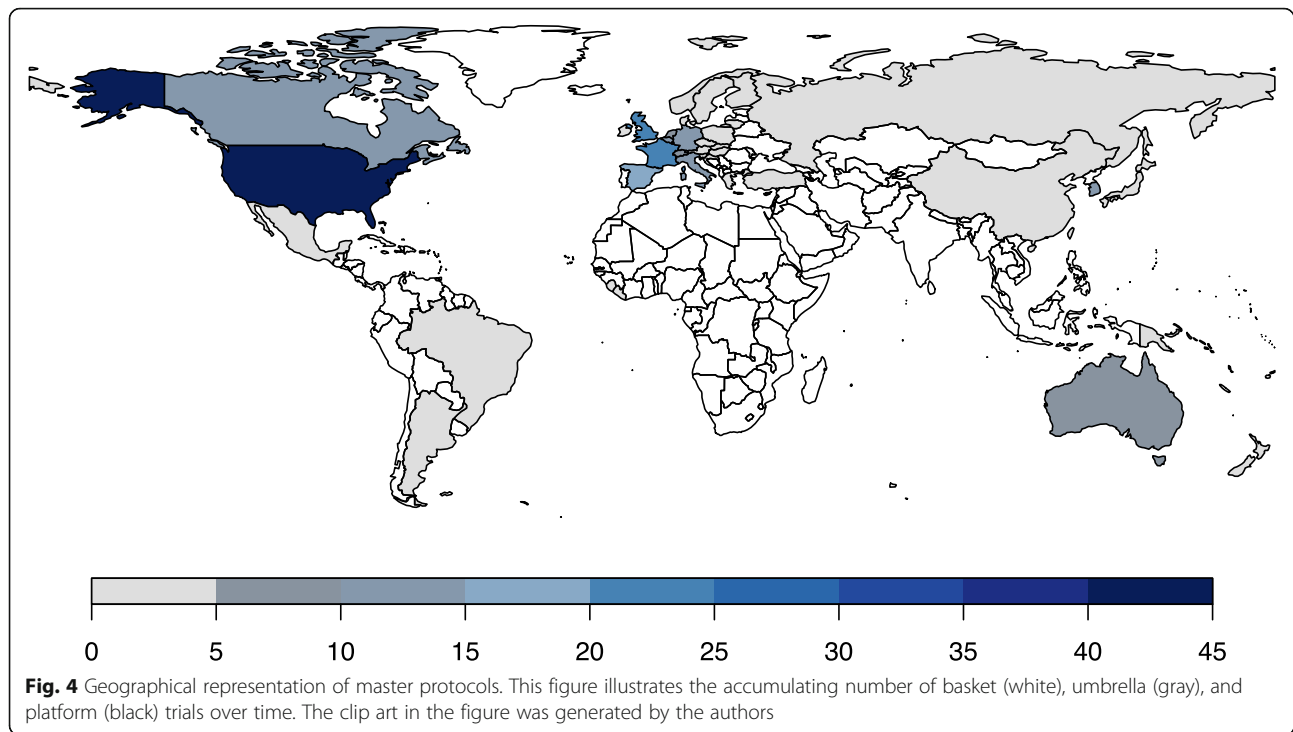 0 5 10 15 20 25 30 35 40 45
Fig. 4 Geographical representation of master protocols. This figure illustrates the accumulating number of basket (white), umbrella (gray), and
platform (black) trials over time. The clip art in the figure was generated by the authors